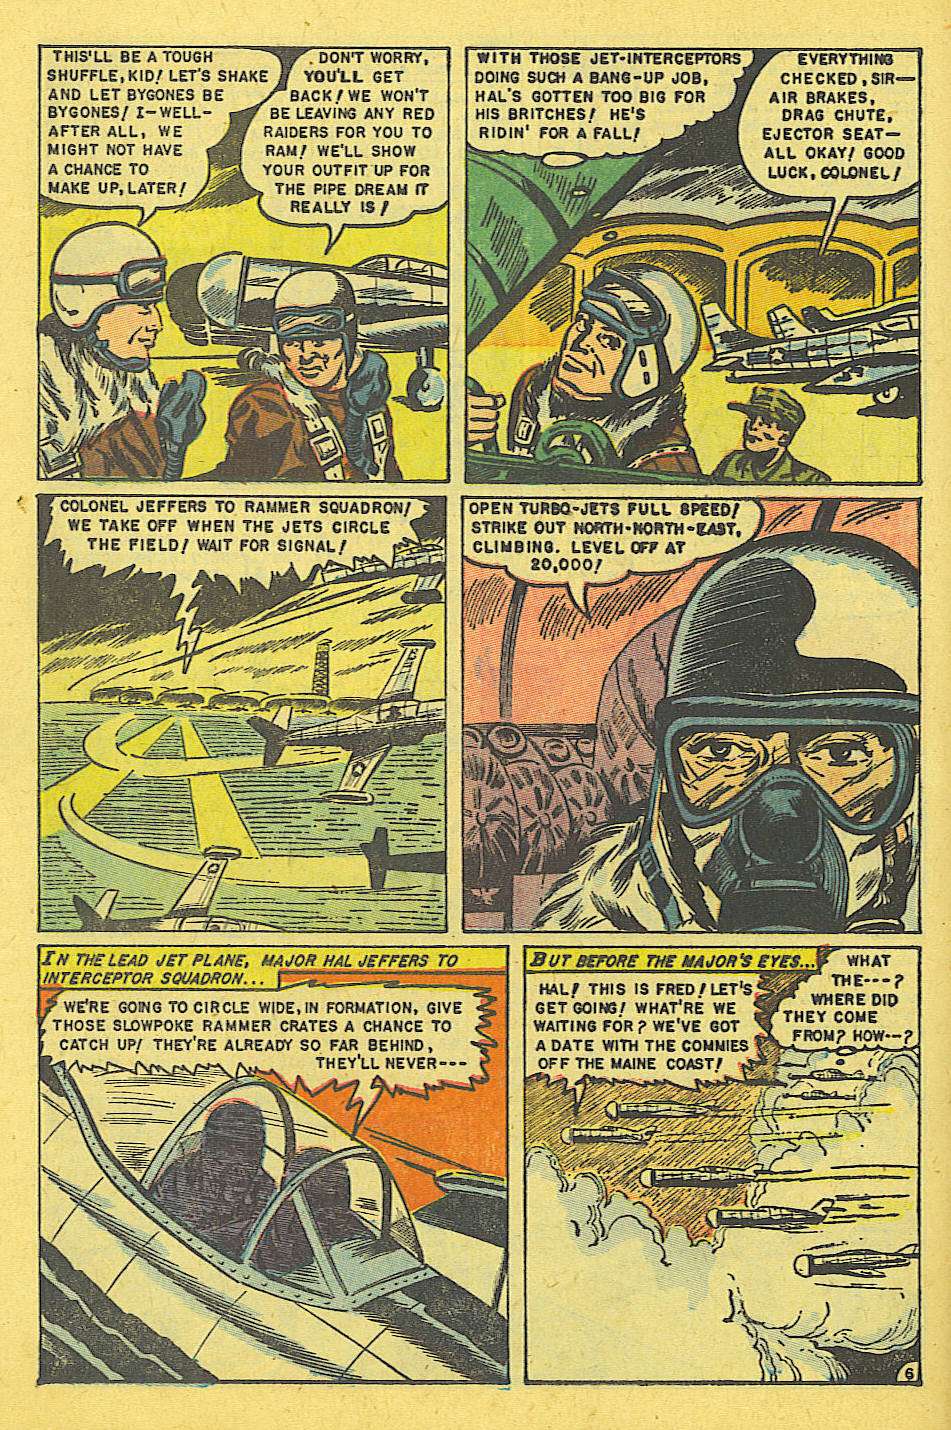 THIS'LL BE A TOUGH
SHUFFLE, KID! LET'S SHAKE
AND LET BYGONES BE
BYGONES! I-WELL-
AFTER ALL, WE
MIGHT NOT HAVE
A CHANCE TO
MAKE UP, LATER!
DON'T WORRY,
YOU'LL GET
BACK! WE WON'T
BE LEAVING ANY RED
RAIDERS FOR YOU TO
RAM! WE'LL SHOW
YOUR OUTFIT UP FOR
THE PIPE DREAM IT
REALLY IS!
WITH THOSE JET-INTERCEPTORS
DOING SUCH A BANG-UP JOB,
HAL'S GOTTEN TOO BIG FOR
HIS BRITCHES! HE'S
RIDIN' FOR A FALL!
EVERYTHING
CHECKED, SIR—
AIR BRAKES,
DRAG CHUTE,
EJECTOR SEAT—
ALL OKAY! GOOD
LUCK, COLONEL!
COLONEL JEFFERS TO RAMMER SQUADRON!
WE TAKE OFF WHEN THE JETS CIRCLE
THE FIELD! WAIT FOR SIGNAL!
OPEN TURBO-JETS FULL SPEED!
STRIKE OUT NORTH-NORTH-EAST,
CLIMBING. LEVEL OFF AT
20,000!
IN THE LEAD JET PLANE, MAJOR HAL JEFFERS TO
INTERCEPTOR SQUADRON...
WE'RE GOING TO CIRCLE WIDE, IN FORMATION, GIVE
THOSE SLOWPOKE RAMMER CRATES A CHANCE TO
CATCH UP! THEY'RE ALREADY SO FAR BEHIND,
THEY'LL NEVER---
BUT BEFORE THE MAJOR'S EYES...
HAL! THIS IS FRED! LET'S
GET GOING! WHAT'RE WE
WAITING FOR? WE'VE GOT
A DATE WITH THE COMMIES
OFF THE MAINE COAST!
WHAT
THE---?
WHERE DID
THEY COME
FROM? HOW--?
6